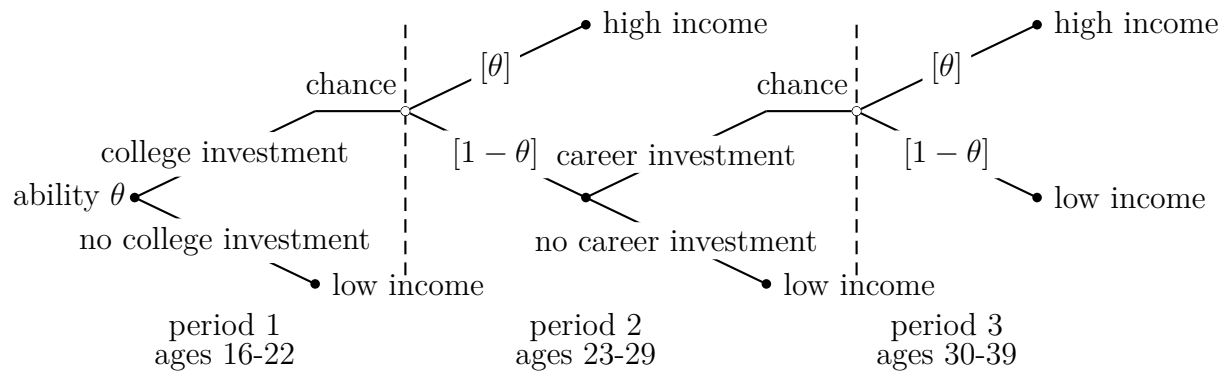 high income
high income
[θ]
[θ]
chance
chance
college investment
[1 − θ]
career investment
[1 − θ]
ability θ
low income
no college investment
no career investment
low income
low income
period 1
ages 16-22
period 2
ages 23-29
period 3
ages 30-39